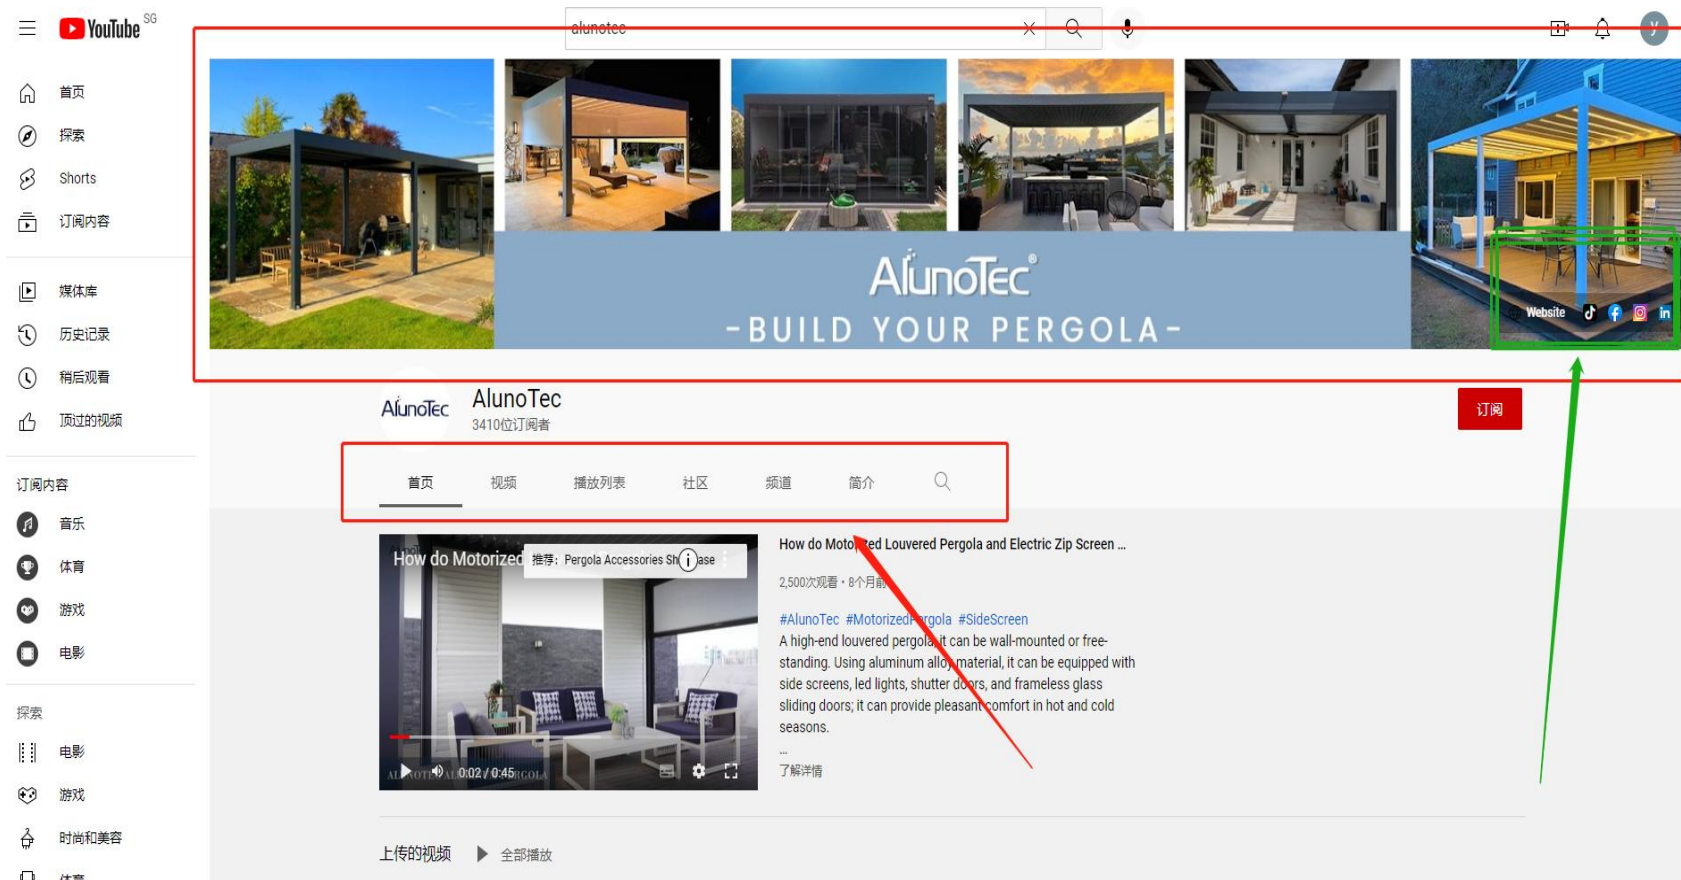 YouTube SG
alunotec
y
首页
探索
Shorts
订阅内容
媒体库
历史记录
稍后观看
顶过的视频
订阅内容
音乐
体育
游戏
电影
探索
电影
游戏
时尚和美容
体育
AlunoTec®
-BUILD YOUR PERGOLA-
Website
AlunoTec
AlunoTec
3410位订阅者
订阅
首页 视频 播放列表 社区 频道 简介
How do Motorized
推荐：Pergola Accessories
0:02 / 0:45
How do Motorized Louvered Pergola and Electric Zip Screen ...
2,500次观看・8个月前
#AlunoTec #MotorizedPergola #SideScreen
A high-end louvered pergola, it can be wall-mounted or free-
standing. Using aluminum alloy material, it can be equipped with
side screens, led lights, shutter doors, and frameless glass
sliding doors; it can provide pleasant comfort in hot and cold
seasons.
...
了解详情
上传的视频 全部播放